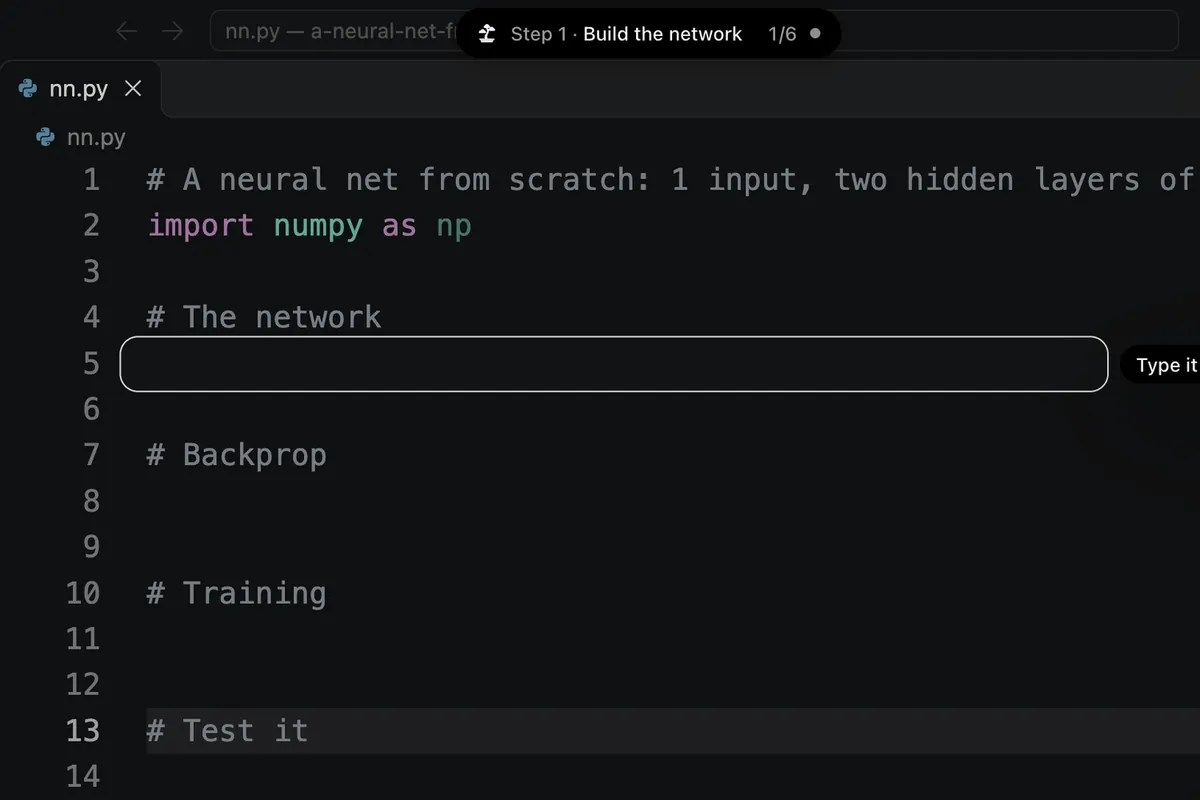 nn.py — a-neural-net-f
Step 1 · Build the network 1/6
nn.py
nn.py
1 # A neural net from scratch: 1 input, two hidden layers of
2 import numpy as np
3
4 # The network
5
Type it
6
7 # Backprop
8
9
10 # Training
11
12
13 # Test it
14